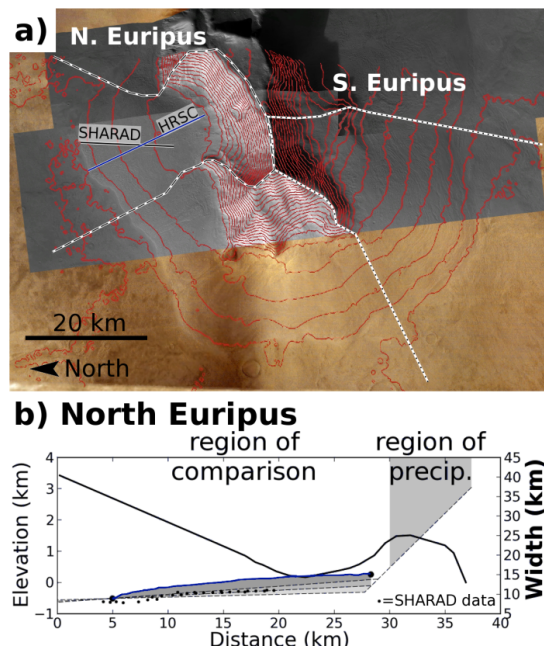 a)
N. Euripus
S. Euripus
SHARAD
HRSC
20 km
North
b) North Euripus
region of
comparison
region of
precip.
Elevation (km)
4
3
2
1
0
−1
Width (km)
45
40
35
30
25
20
15
10
5
•=SHARAD data
0 5 10 15 20 25 30 35 40
Distance (km)